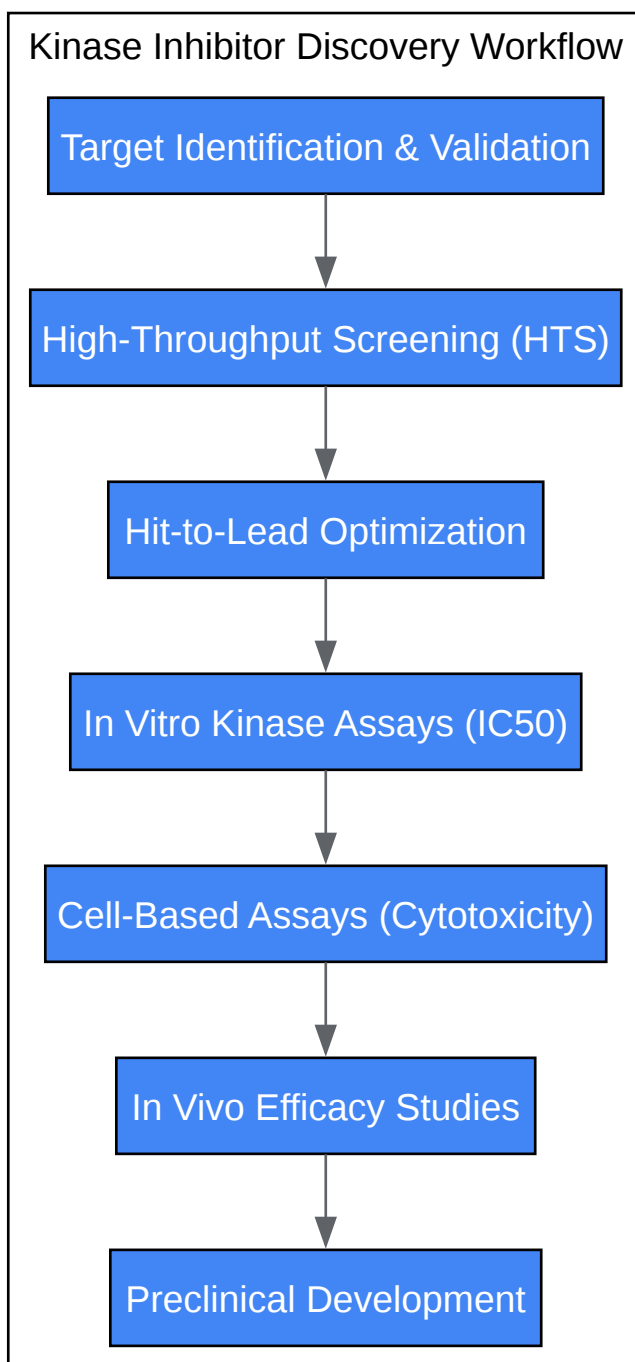 Kinase Inhibitor Discovery Workflow
Target Identification & Validation
High-Throughput Screening (HTS)
Hit-to-Lead Optimization
In Vitro Kinase Assays (IC50)
Cell-Based Assays (Cytotoxicity)
In Vivo Efficacy Studies
Preclinical Development